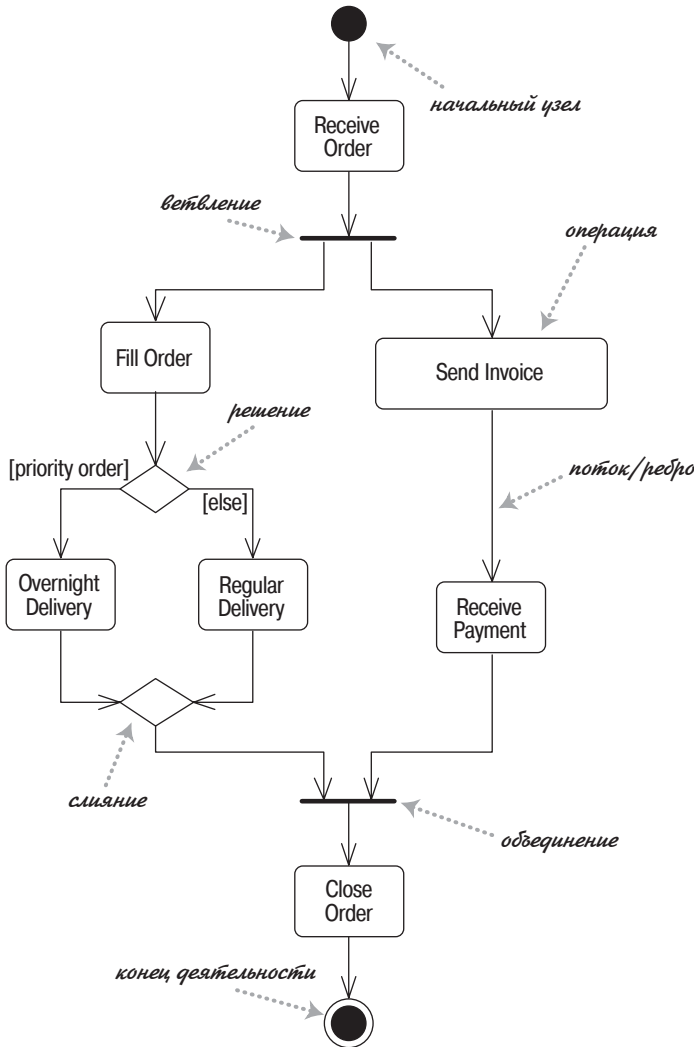 начальный узел
Receive
Order
ветвление
операция
Fill Order
Send Invoice
решение
[priority order]
[else]
поток/ребро
Overnight
Delivery
Regular
Delivery
Receive
Payment
слияние
объединение
Close
Order
конец деятельности